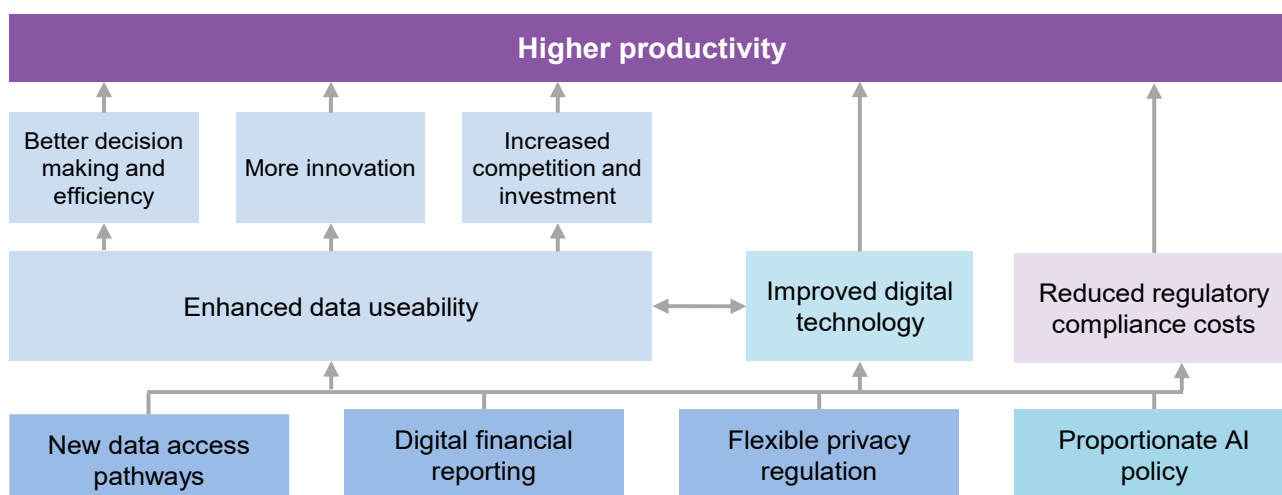 Higher productivity
Better decision
making and
efficiency
More innovation
Increased
competition and
investment
Enhanced data useability
Improved digital
technology
Reduced regulatory
compliance costs
New data access
pathways
Digital financial
reporting
Flexible privacy
regulation
Proportionate AI
policy